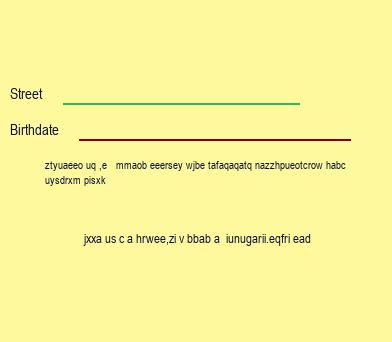 Street
Birthdate
ztyuaeeo uq ,e mmaob eeersey wjbe tafaqaqatq nazzhpueotcrow habc
uysdrxm pisxk
jxxa us c a hrwee,zi v bbab a iunugarii.eqfri ead